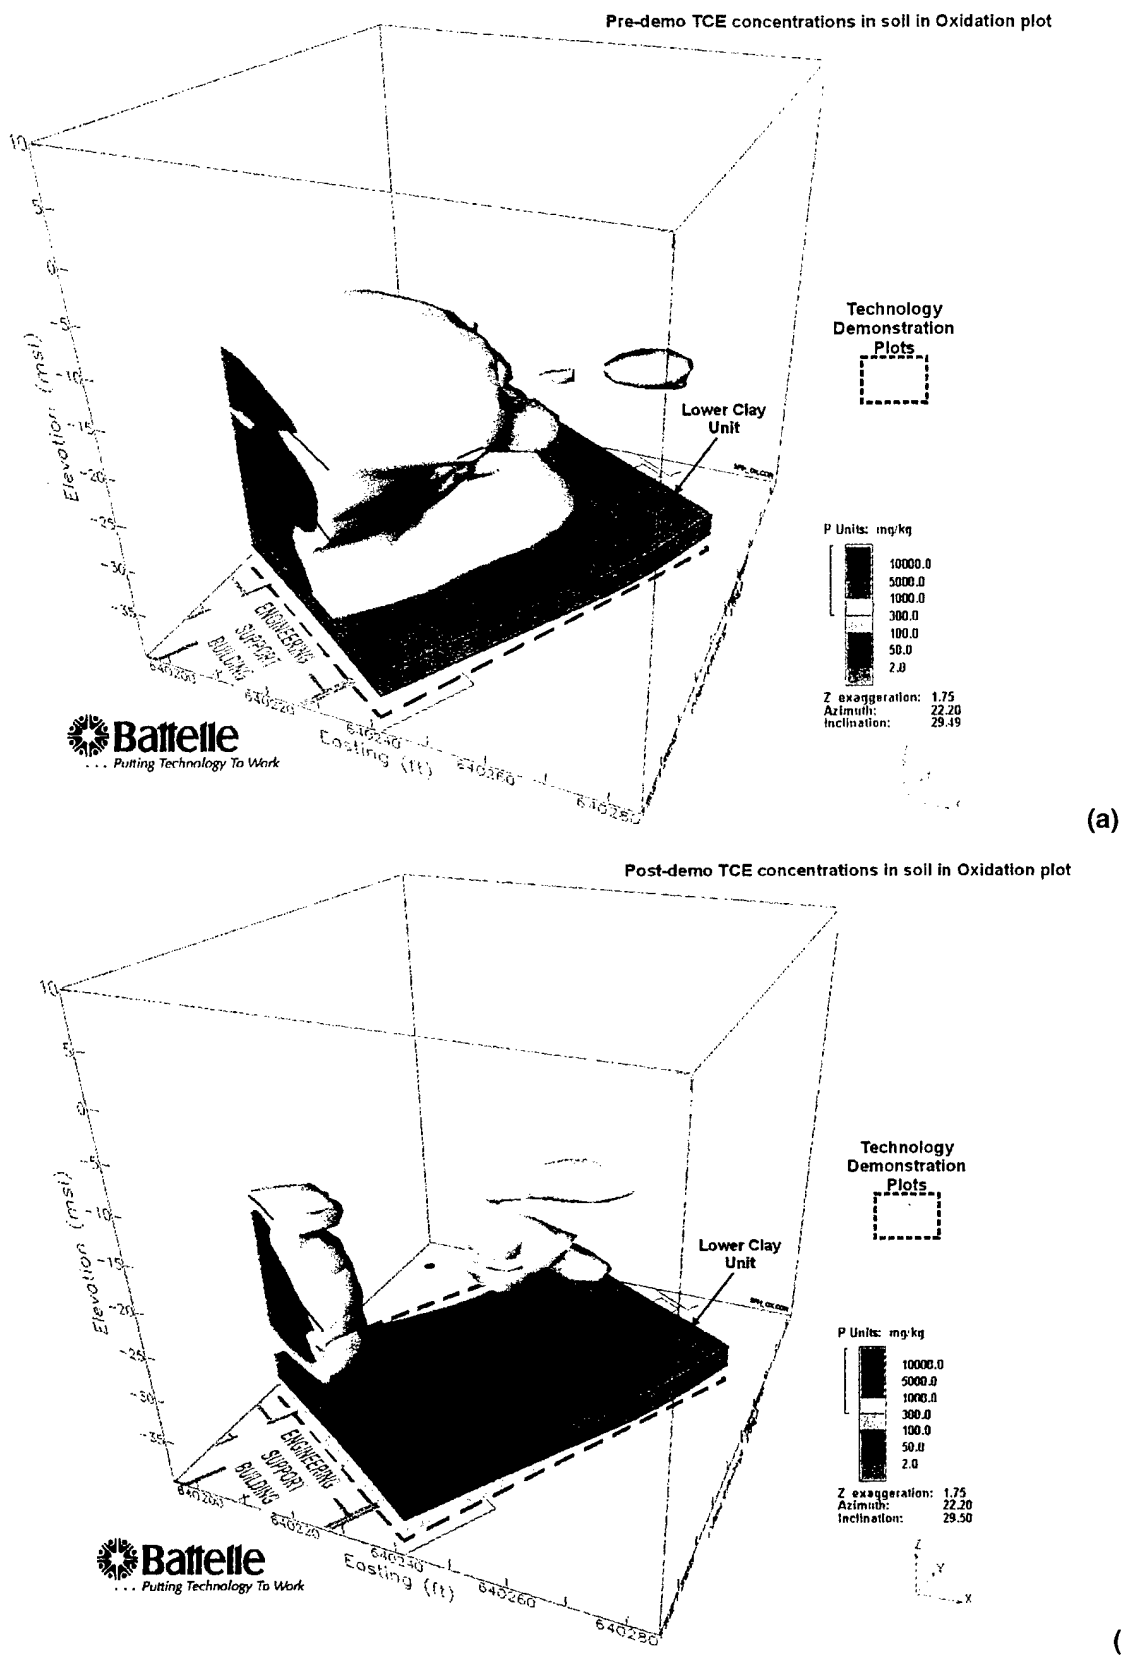 Pre-demo TCE concentrations in soil in Oxidation plot
10
5
0
-5
-10
-15
-20
-25
-30
-35
Elevation (msl)
Technology
Demonstration
Plots
Lower Clay
Unit
P Units: mg/kg
10000.0
5000.0
1000.0
300.0
100.0
50.0
2.0
Z exaggeration: 1.75
Azimuth: 22.20
Inclination: 29.49
ENGINEERING
SUPPORT
BUILDING
640200
640220
640240
640260
640280
Easting (ft)
Battelle
... Putting Technology To Work
(a)
Post-demo TCE concentrations in soil in Oxidation plot
10
5
0
-5
-10
-15
-20
-25
-30
-35
Elevation (msl)
Technology
Demonstration
Plots
Lower Clay
Unit
P Units: mg/kg
10000.0
5000.0
1000.0
300.0
100.0
50.0
2.0
Z exaggeration: 1.75
Azimuth: 22.20
Inclination: 29.50
Z
Y
X
ENGINEERING
SUPPORT
BUILDING
640200
640220
640240
640260
640280
Easting (ft)
Battelle
... Putting Technology To Work
(